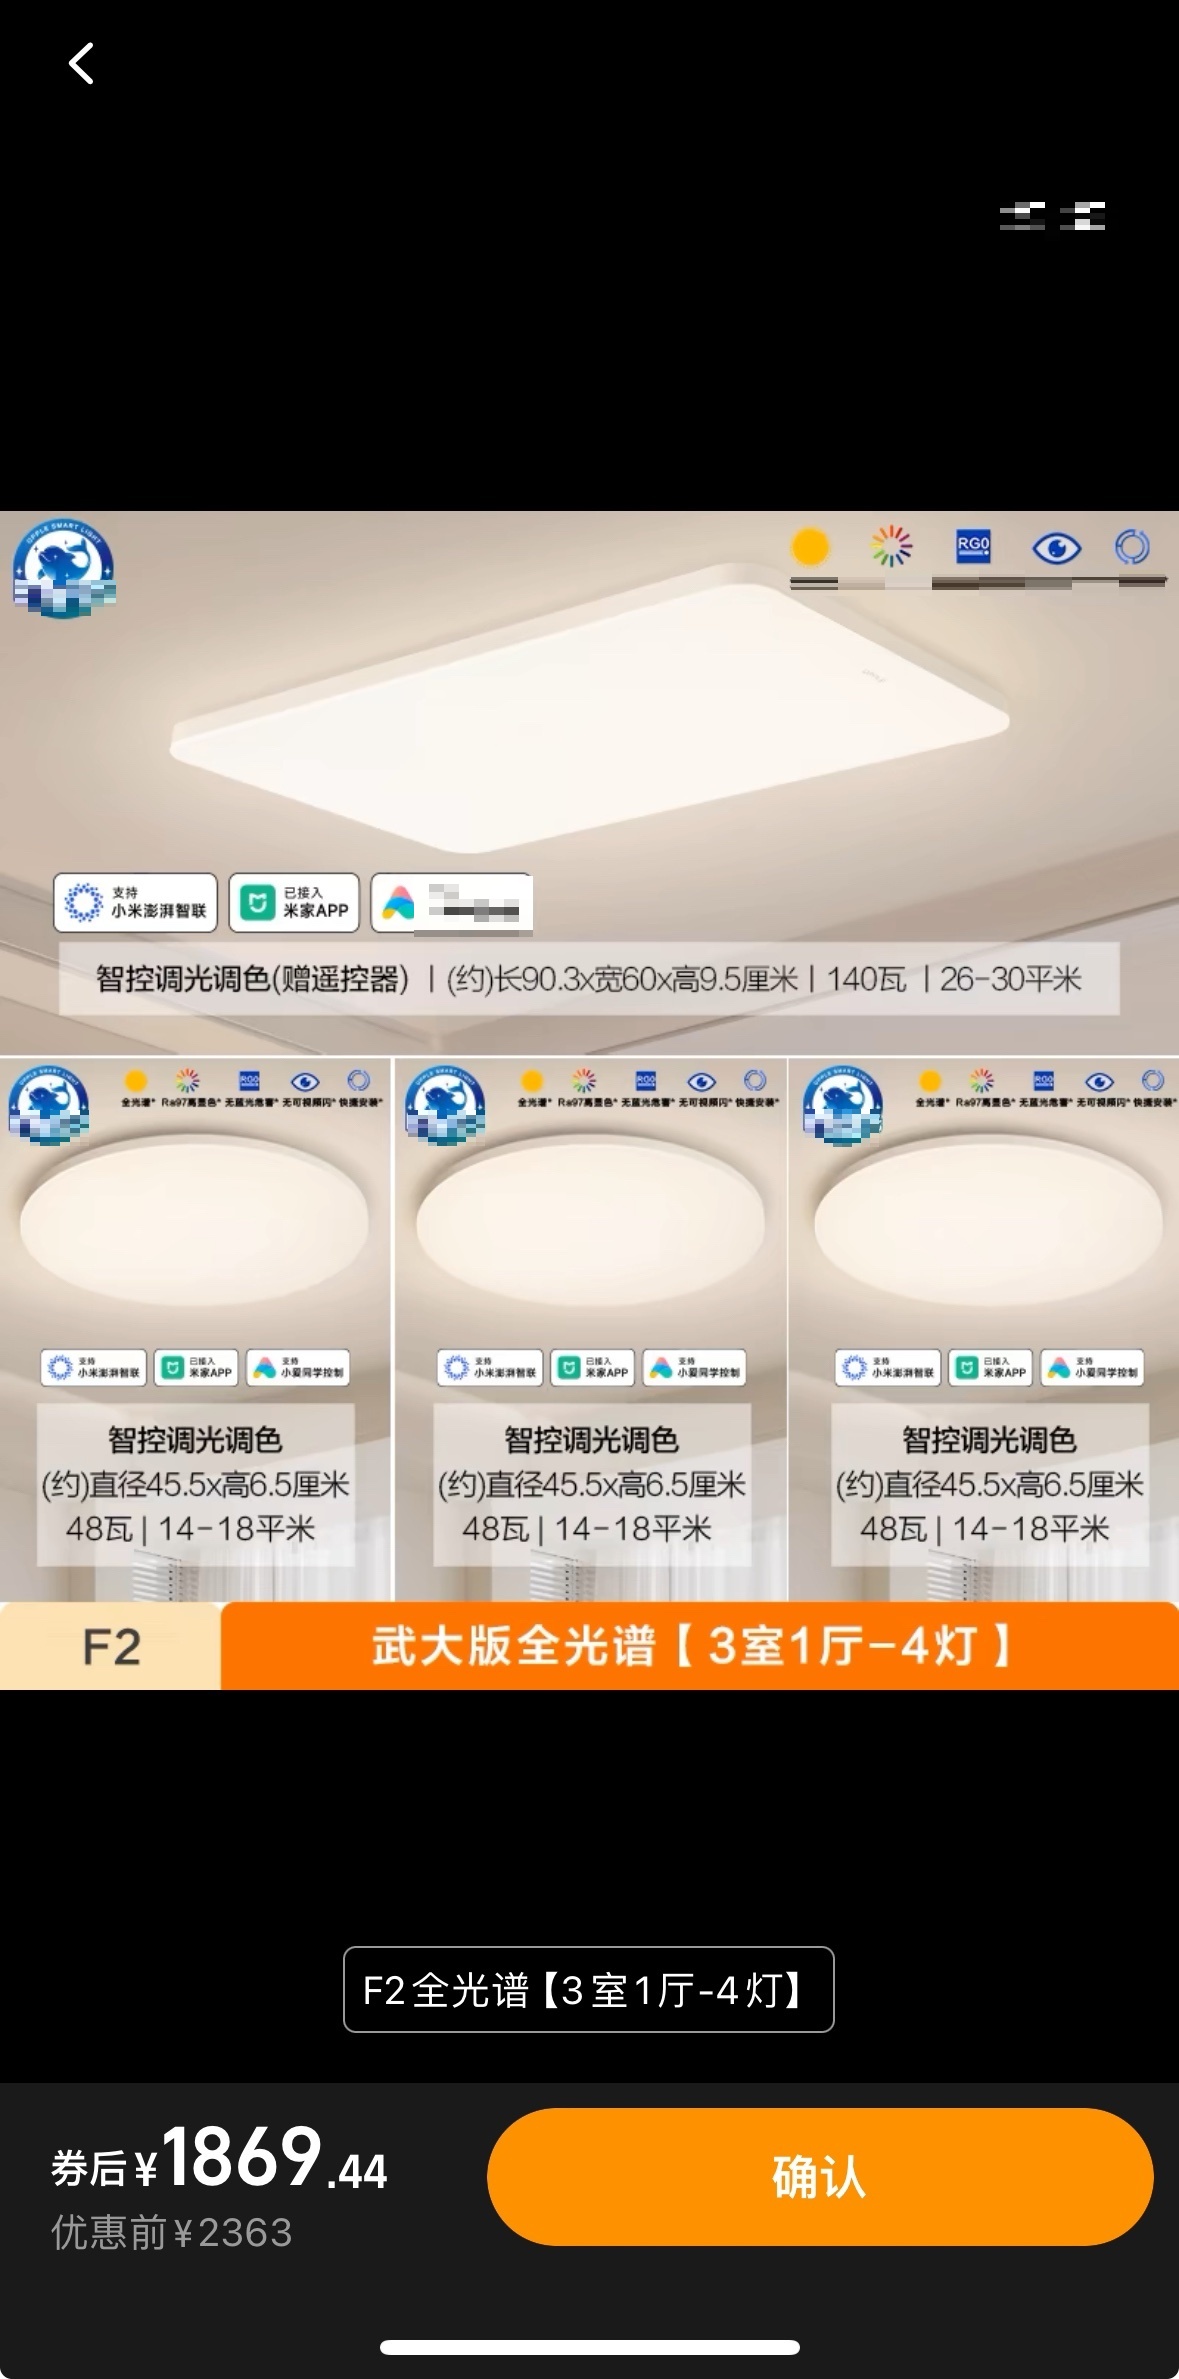 OPPLE SMART LIGHT
RG0
支持
小米澎湃智联
已接入
米家APP
智控调光调色(赠遥控器) | (约)长90.3x宽60x高9.5厘米 | 140瓦 | 26-30平米
OPPLE SMART LIGHT
RG0
全光谱* Ra97高显色* 无蓝光危害* 无可视频闪* 快捷安装*
支持
小米澎湃智联
已接入
米家APP
支持
小爱同学控制
智控调光调色
(约)直径45.5x高6.5厘米
48瓦 | 14-18平米
OPPLE SMART LIGHT
RG0
全光谱* Ra97高显色* 无蓝光危害* 无可视频闪* 快捷安装*
支持
小米澎湃智联
已接入
米家APP
支持
小爱同学控制
智控调光调色
(约)直径45.5x高6.5厘米
48瓦 | 14-18平米
OPPLE SMART LIGHT
RG0
全光谱* Ra97高显色* 无蓝光危害* 无可视频闪* 快捷安装*
支持
小米澎湃智联
已接入
米家APP
支持
小爱同学控制
智控调光调色
(约)直径45.5x高6.5厘米
48瓦 | 14-18平米
F2 武大版全光谱【3室1厅-4灯】
F2全光谱【3室1厅-4灯】
券后¥1869.44
优惠前¥2363
确认